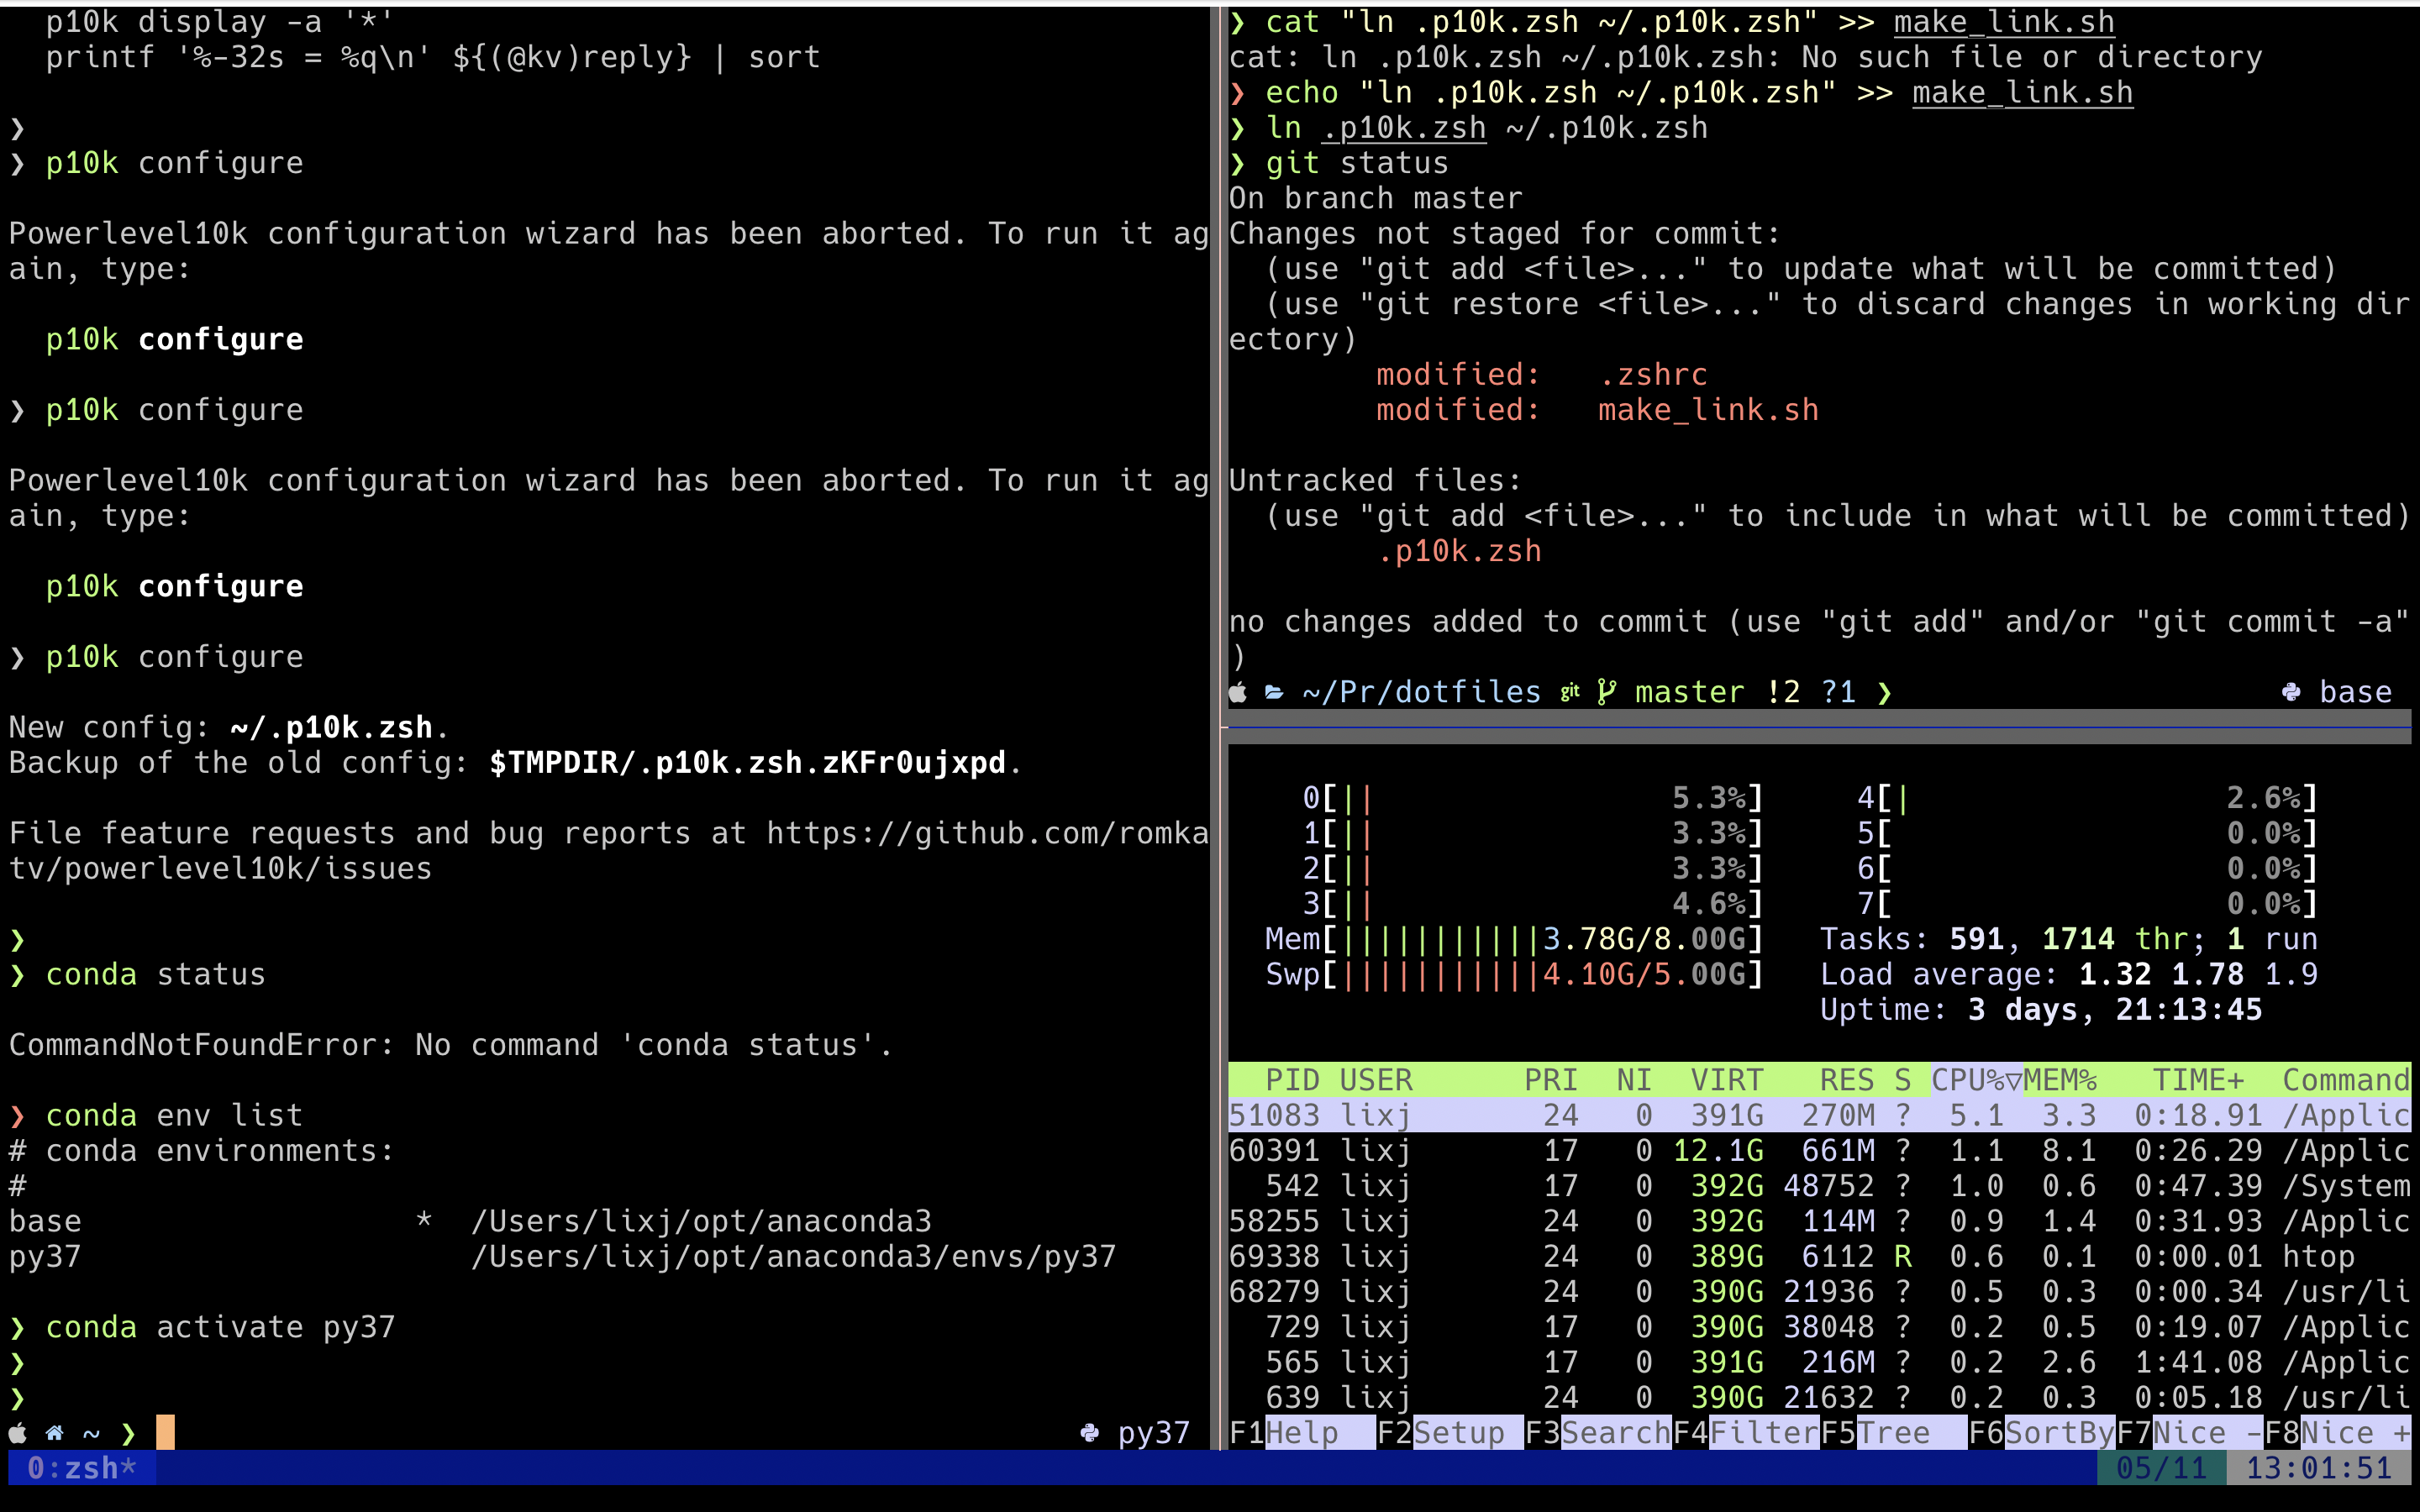 p10k display -a '*'
printf '%-32s = %q\n' ${(@kv)reply} | sort
❯
❯ p10k configure
Powerlevel10k configuration wizard has been aborted. To run it ag
ain, type:
p10k configure
❯ p10k configure
Powerlevel10k configuration wizard has been aborted. To run it ag
ain, type:
p10k configure
❯ p10k configure
New config: ~/.p10k.zsh.
Backup of the old config: $TMPDIR/.p10k.zsh.zKFr0ujxpd.
File feature requests and bug reports at https://github.com/romka
tv/powerlevel10k/issues
❯
❯ conda status
CommandNotFoundError: No command 'conda status'.
❯ conda env list
# conda environments:
#
base * /Users/lixj/opt/anaconda3
py37 /Users/lixj/opt/anaconda3/envs/py37
❯ conda activate py37
❯
❯
~ ❯ py37
❯ cat "ln .p10k.zsh ~/.p10k.zsh" >> make_link.sh
cat: ln .p10k.zsh ~/.p10k.zsh: No such file or directory
❯ echo "ln .p10k.zsh ~/.p10k.zsh" >> make_link.sh
❯ ln .p10k.zsh ~/.p10k.zsh
❯ git status
On branch master
Changes not staged for commit:
(use "git add <file>..." to update what will be committed)
(use "git restore <file>..." to discard changes in working dir
ectory)
modified: .zshrc
modified: make_link.sh
Untracked files:
(use "git add <file>..." to include in what will be committed)
.p10k.zsh
no changes added to commit (use "git add" and/or "git commit -a"
)
~/Pr/dotfiles git master !2 ?1 ❯ base
0[|| 5.3%] 4[| 2.6%]
1[|| 3.3%] 5[ 0.0%]
2[|| 3.3%] 6[ 0.0%]
3[|| 4.6%] 7[ 0.0%]
Mem[|||||||||||3.78G/8.00G] Tasks: 591, 1714 thr; 1 run
Swp[|||||||||||4.10G/5.00G] Load average: 1.32 1.78 1.9
Uptime: 3 days, 21:13:45
PID USER PRI NI VIRT RES S CPU%▽MEM% TIME+ Command
51083 lixj 24 0 391G 270M ? 5.1 3.3 0:18.91 /Applic
60391 lixj 17 0 12.1G 661M ? 1.1 8.1 0:26.29 /Applic
542 lixj 17 0 392G 48752 ? 1.0 0.6 0:47.39 /System
58255 lixj 24 0 392G 114M ? 0.9 1.4 0:31.93 /Applic
69338 lixj 24 0 389G 6112 R 0.6 0.1 0:00.01 htop
68279 lixj 24 0 390G 21936 ? 0.5 0.3 0:00.34 /usr/li
729 lixj 17 0 390G 38048 ? 0.2 0.5 0:19.07 /Applic
565 lixj 17 0 391G 216M ? 0.2 2.6 1:41.08 /Applic
639 lixj 24 0 390G 21632 ? 0.2 0.3 0:05.18 /usr/li
F1Help F2Setup F3SearchF4FilterF5Tree F6SortByF7Nice -F8Nice +
0:zsh* 05/11 13:01:51